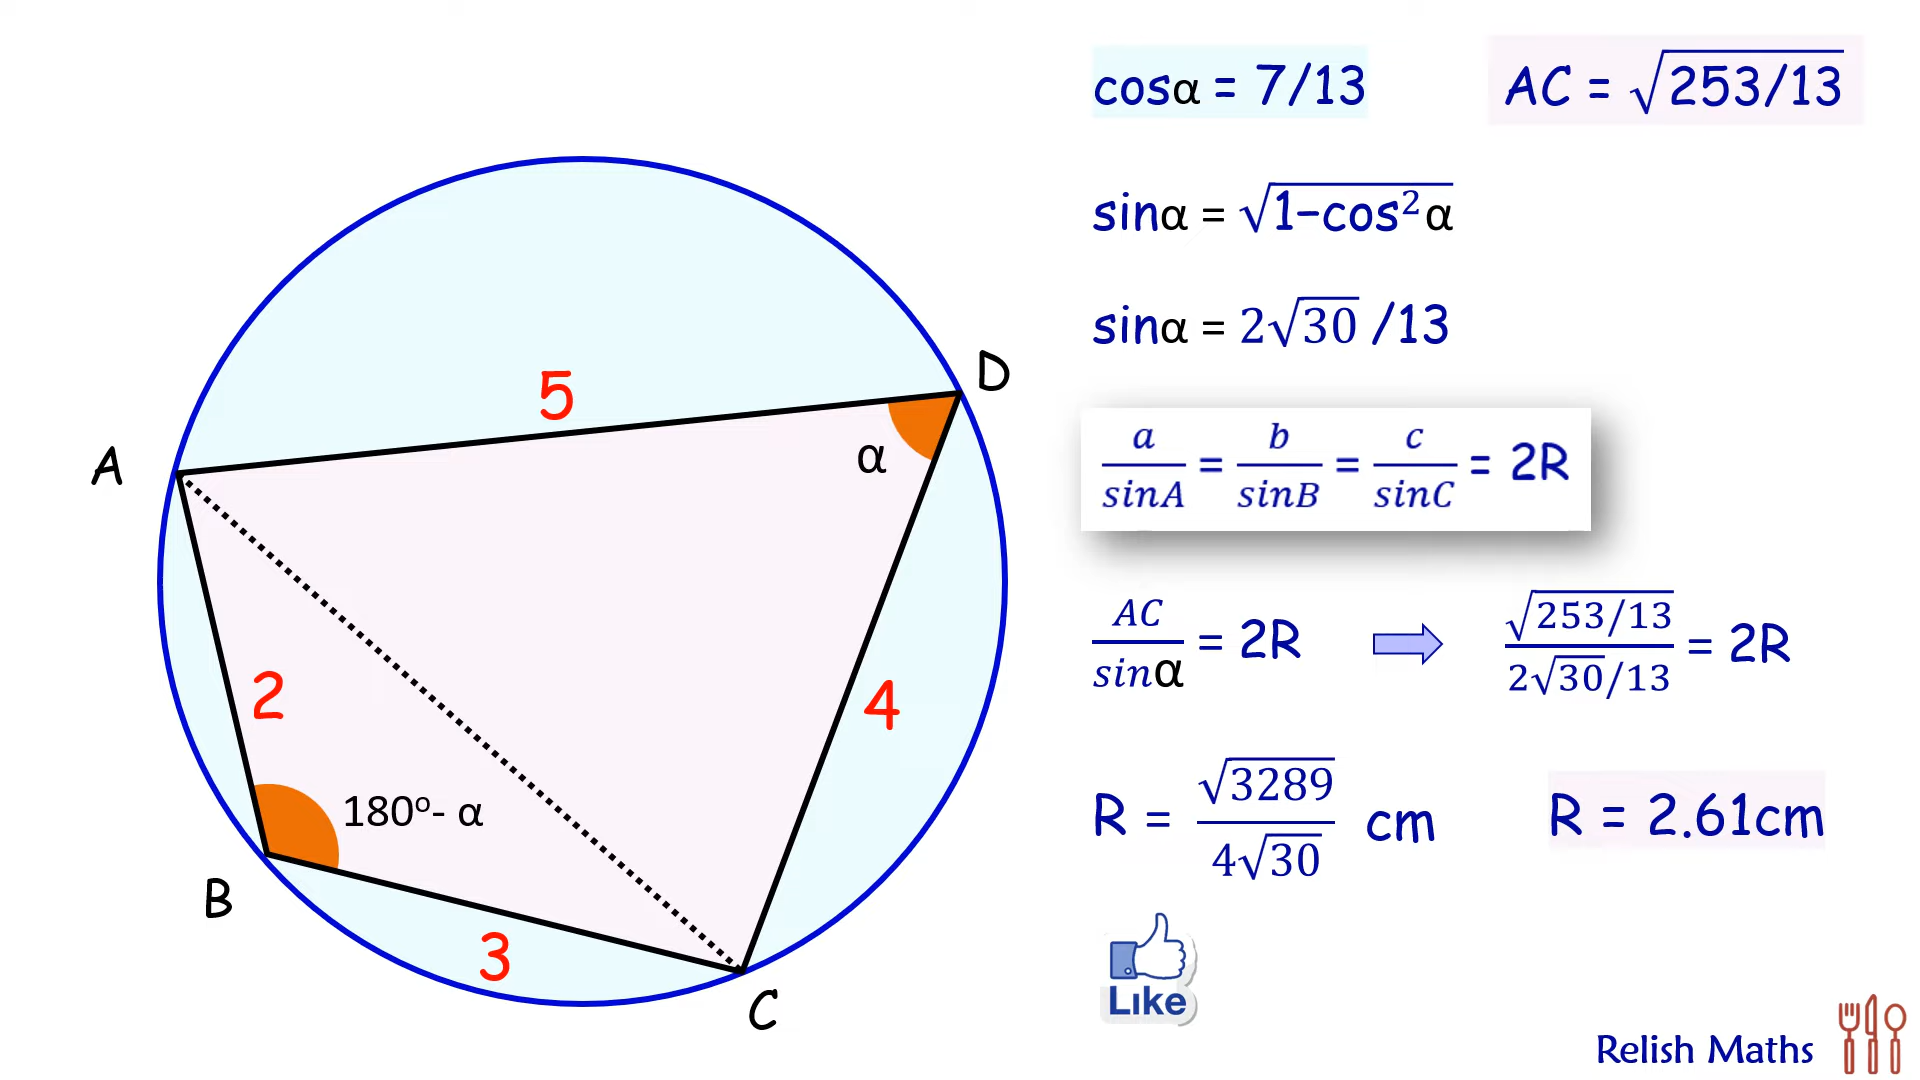 cosα = 7/13
AC = √253/13
sinα = √1−cos²α
sinα = 2√30 /13
a/sinA = b/sinB = c/sinC = 2R
AC/sinα = 2R
√253/13 / 2√30/13 = 2R
R = √3289 / 4√30 cm
R = 2.61cm
A
5
D
α
2
4
180º- α
B
3
C
Like
Relish Maths